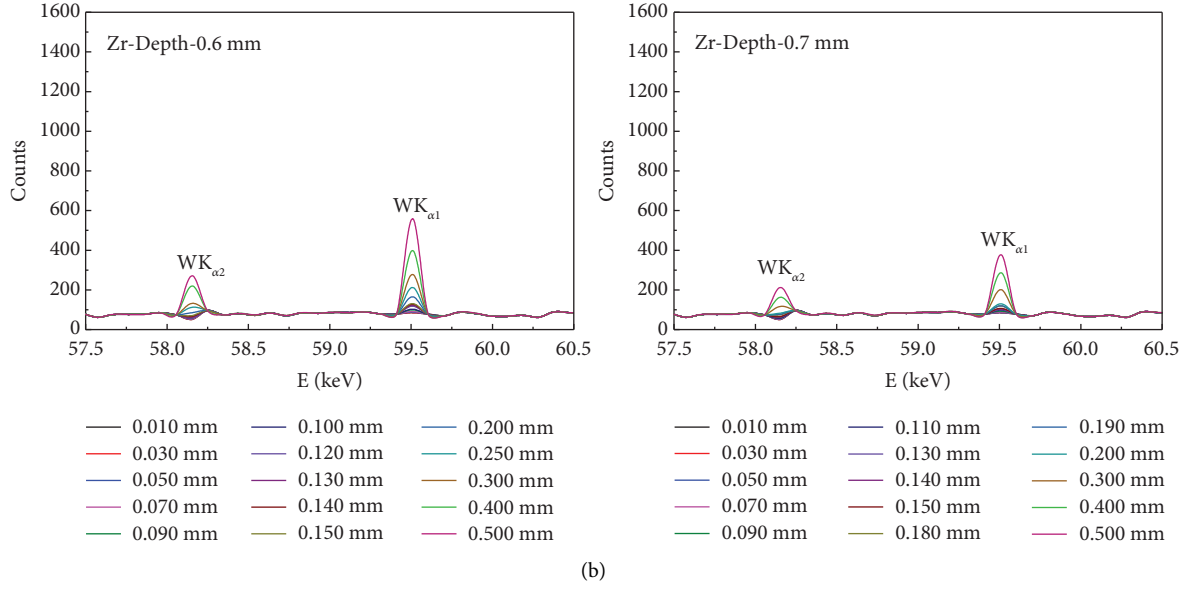 1600
1400
1200
1000
800
600
400
200
0
Counts
Zr-Depth-0.6 mm
WKα2
WKα1
57.5 58.0 58.5 59.0 59.5 60.0 60.5
E (keV)
0.010 mm 0.100 mm 0.200 mm
0.030 mm 0.120 mm 0.250 mm
0.050 mm 0.130 mm 0.300 mm
0.070 mm 0.140 mm 0.400 mm
0.090 mm 0.150 mm 0.500 mm
1600
1400
1200
1000
800
600
400
200
0
Counts
Zr-Depth-0.7 mm
WKα2
WKα1
57.5 58.0 58.5 59.0 59.5 60.0 60.5
E (keV)
0.010 mm 0.110 mm 0.190 mm
0.030 mm 0.130 mm 0.200 mm
0.050 mm 0.140 mm 0.300 mm
0.070 mm 0.150 mm 0.400 mm
0.090 mm 0.180 mm 0.500 mm
(b)